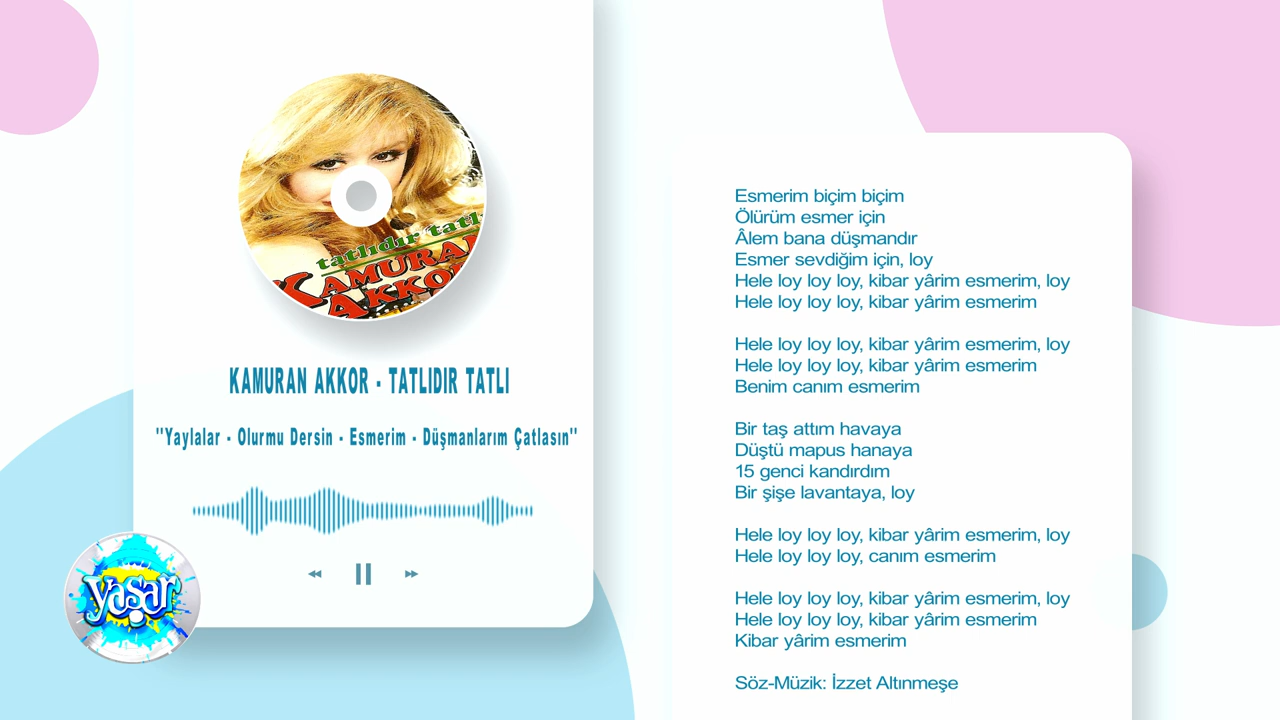 tatlıdır tatlı
KAMURAN
AKKOR
KAMURAN AKKOR - TATLIDIR TATLI
"Yaylalar - Olurmu Dersin - Esmerim - Düşmanlarım Çatlasın"
yaşar
Esmerim biçim biçim
Ölürüm esmer için
Âlem bana düşmandır
Esmer sevdiğim için, loy
Hele loy loy loy, kibar yârim esmerim, loy
Hele loy loy loy, kibar yârim esmerim
Hele loy loy loy, kibar yârim esmerim, loy
Hele loy loy loy, kibar yârim esmerim
Benim canım esmerim
Bir taş attım havaya
Düştü mapus hanaya
15 genci kandırdım
Bir şişe lavantaya, loy
Hele loy loy loy, kibar yârim esmerim, loy
Hele loy loy loy, canım esmerim
Hele loy loy loy, kibar yârim esmerim, loy
Hele loy loy loy, kibar yârim esmerim
Kibar yârim esmerim
Söz-Müzik: İzzet Altınmeşe